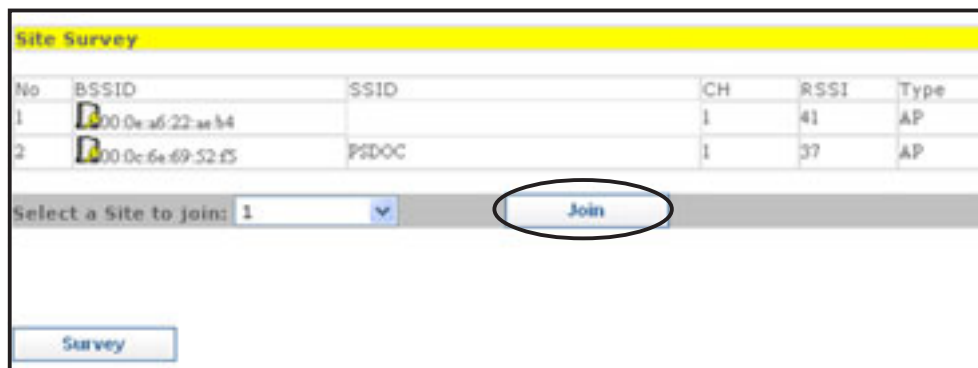 Site Survey
No BSSID SSID CH RSSI Type
1 00:0e:a6:22:ae:b4 1 41 AP
2 00:0c:6e:69:52:f5 PSDOC 1 37 AP
Select a Site to join: 1 Join
Survey